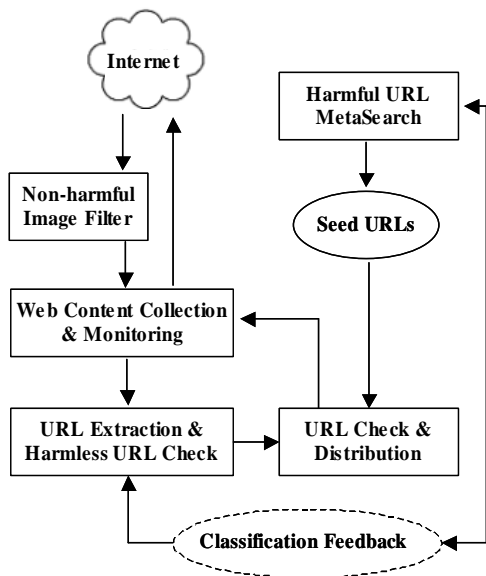 Internet
Harmful URL
MetaSearch
Non-harmful
Image Filter
Seed URLs
Web Content Collection
& Monitoring
URL Extraction &
Harmless URL Check
URL Check &
Distribution
Classification Feedback